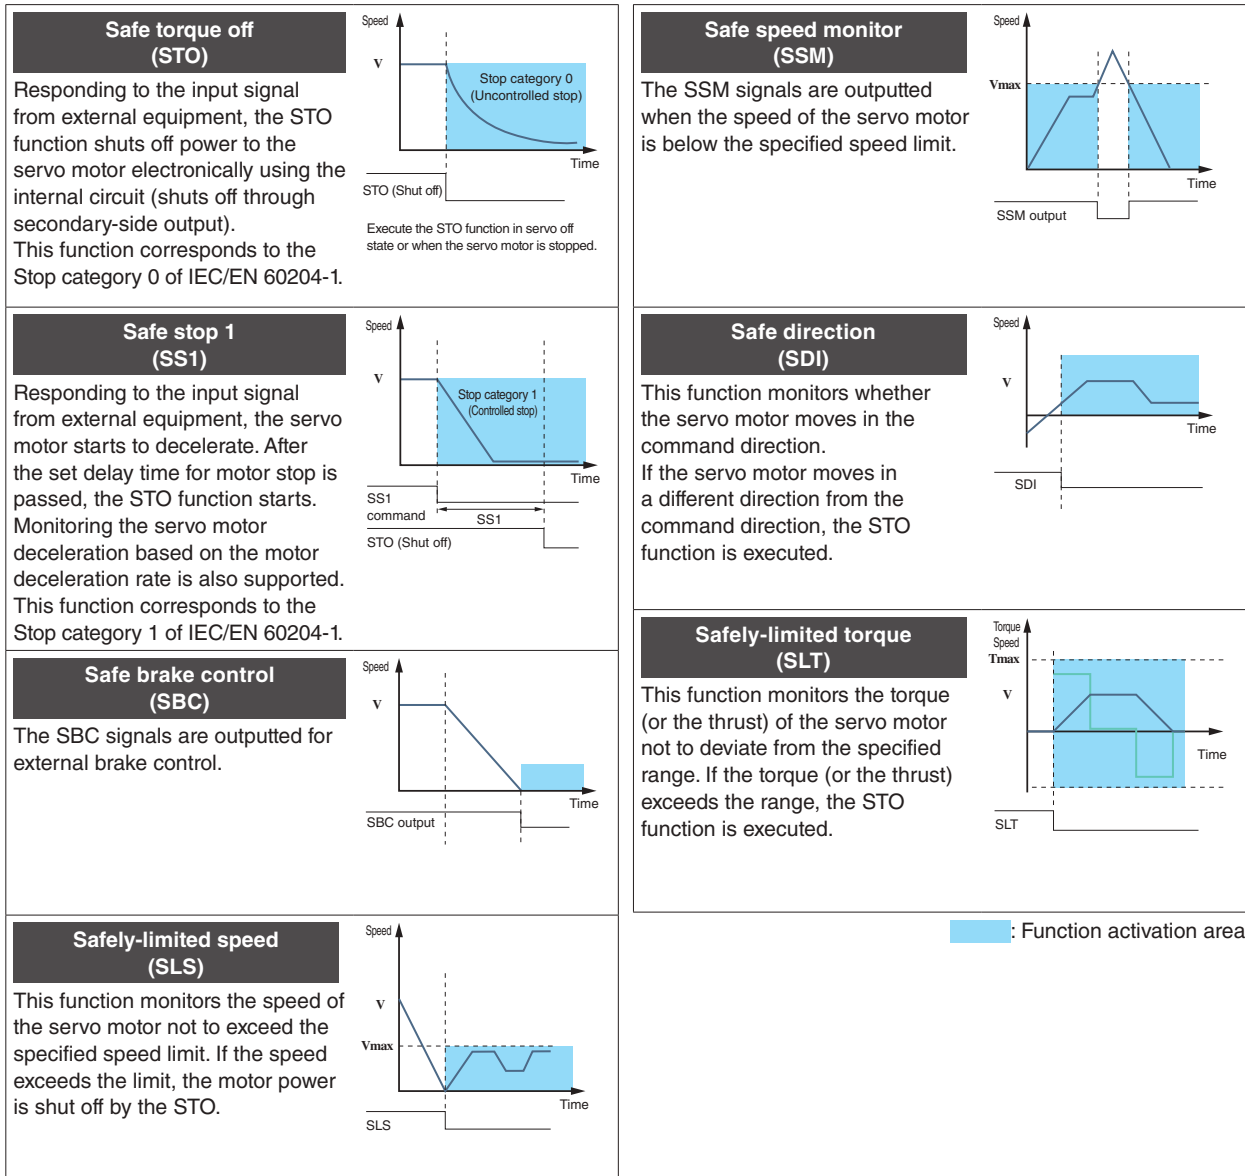 Safe torque off
(STO)
Responding to the input signal
from external equipment, the STO
function shuts off power to the
servo motor electronically using the
internal circuit (shuts off through
secondary-side output).
This function corresponds to the
Stop category 0 of IEC/EN 60204-1.
Speed
V
Stop category 0
(Uncontrolled stop)
Time
STO (Shut off)
Execute the STO function in servo off
state or when the servo motor is stopped.
Safe stop 1
(SS1)
Responding to the input signal
from external equipment, the servo
motor starts to decelerate. After
the set delay time for motor stop is
passed, the STO function starts.
Monitoring the servo motor
deceleration based on the motor
deceleration rate is also supported.
This function corresponds to the
Stop category 1 of IEC/EN 60204-1.
Speed
V
Stop category 1
(Controlled stop)
Time
SS1
command
SS1
STO (Shut off)
Safe brake control
(SBC)
The SBC signals are outputted for
external brake control.
Speed
V
Time
SBC output
Safely-limited speed
(SLS)
This function monitors the speed of
the servo motor not to exceed the
specified speed limit. If the speed
exceeds the limit, the motor power
is shut off by the STO.
Speed
V
Vmax
Time
SLS
Safe speed monitor
(SSM)
The SSM signals are outputted
when the speed of the servo motor
is below the specified speed limit.
Speed
Vmax
Time
SSM output
Safe direction
(SDI)
This function monitors whether
the servo motor moves in the
command direction.
If the servo motor moves in
a different direction from the
command direction, the STO
function is executed.
Speed
V
Time
SDI
Safely-limited torque
(SLT)
This function monitors the torque
(or the thrust) of the servo motor
not to deviate from the specified
range. If the torque (or the thrust)
exceeds the range, the STO
function is executed.
Torque
Speed
Tmax
V
Time
SLT
: Function activation area